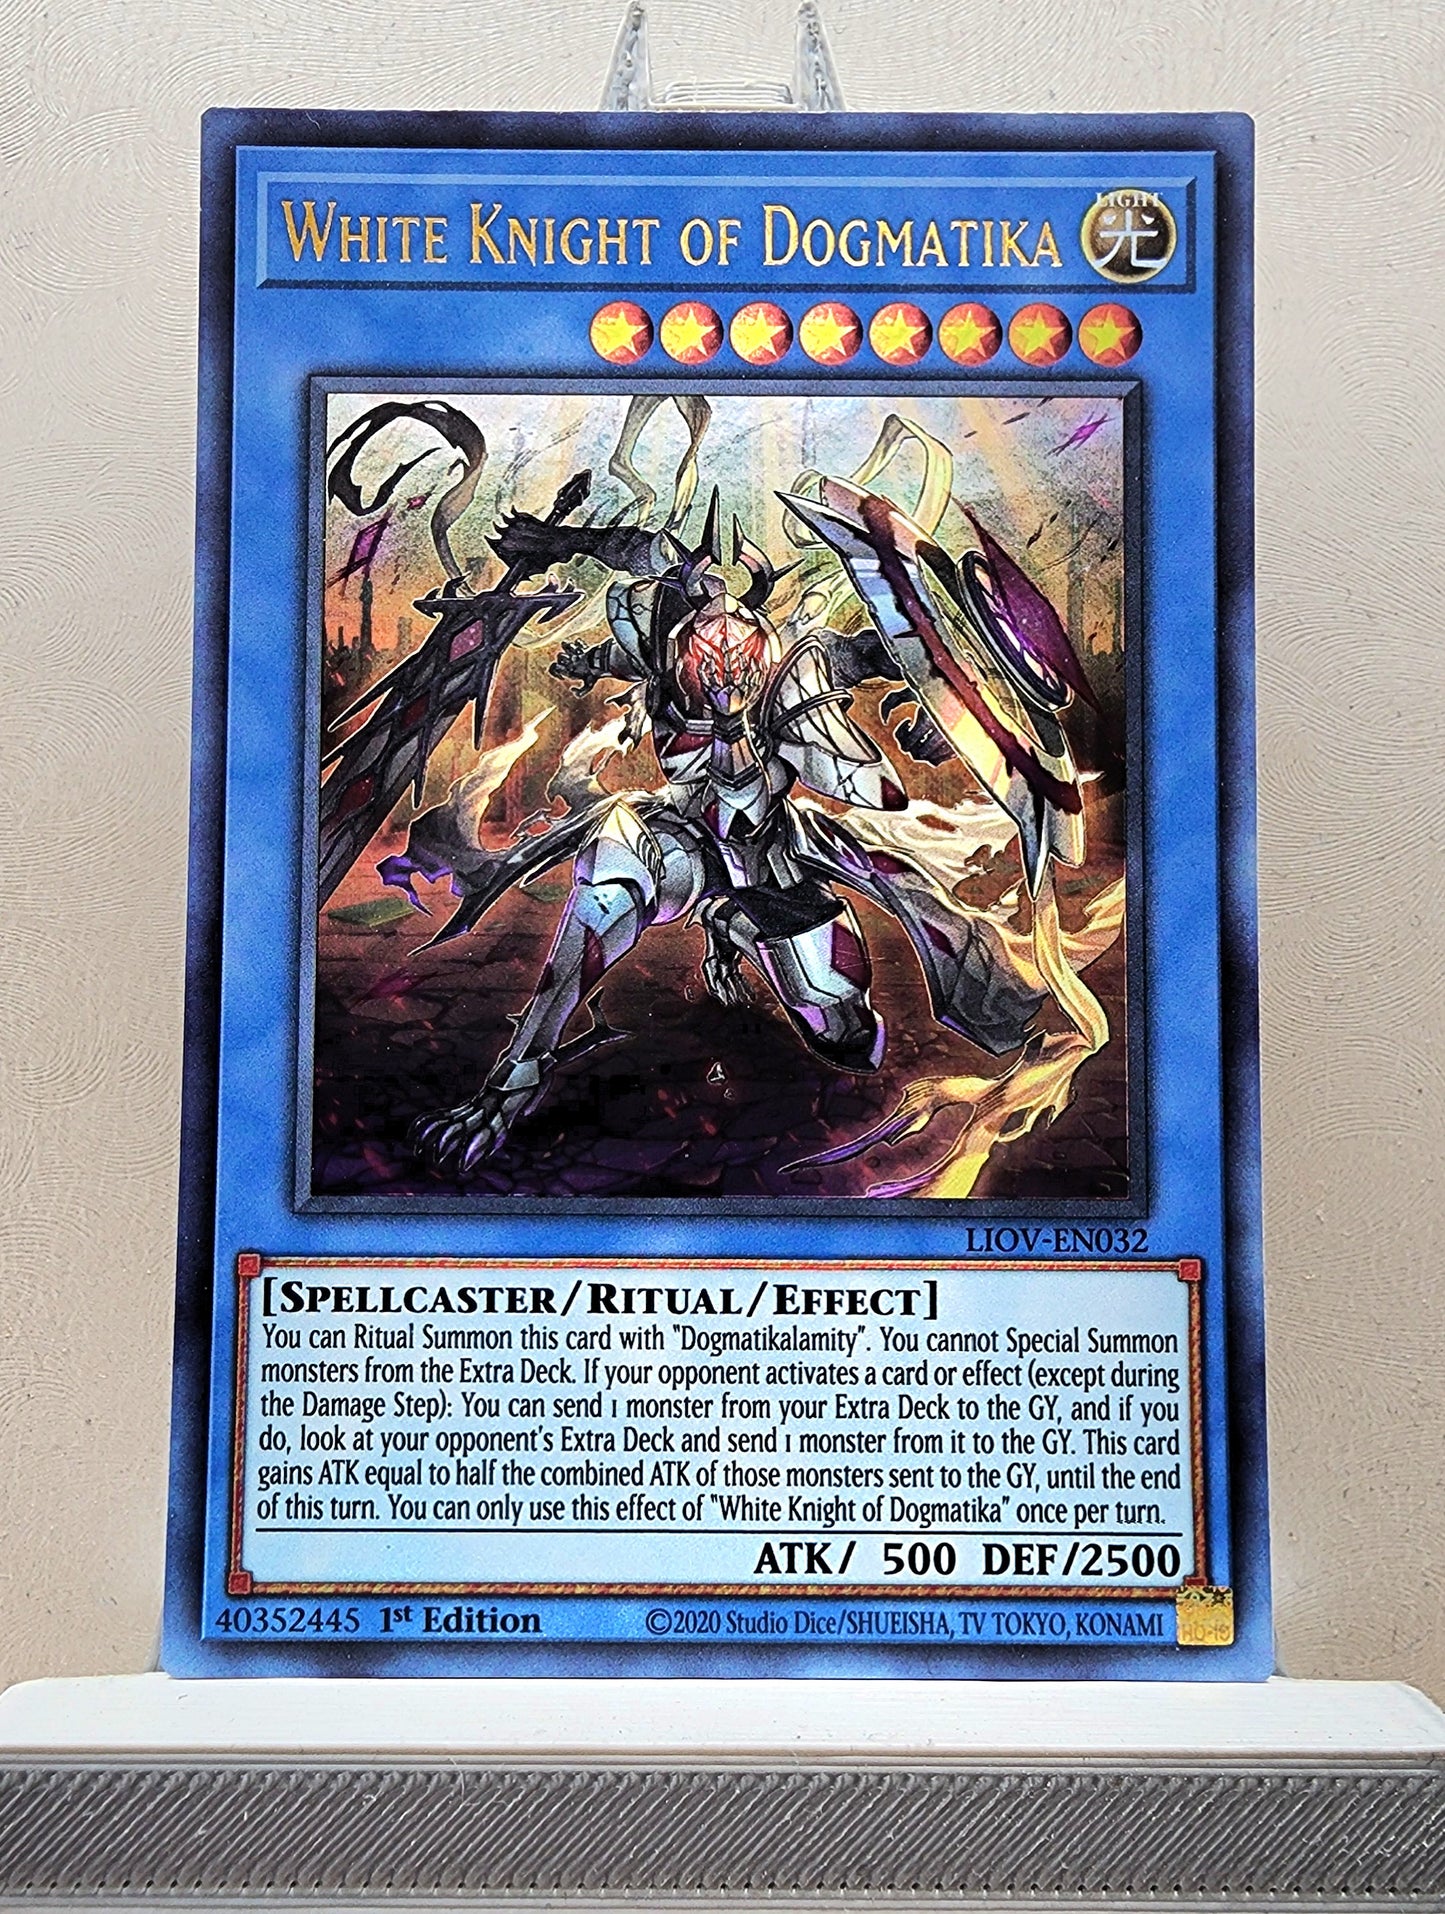 WHITE KNIGHT OF DOGMATIKA
LIGHT
光
LIOV-EN032
[SPELLCASTER/RITUAL/EFFECT]
You can Ritual Summon this card with "Dogmatikalamity". You cannot Special Summon
monsters from the Extra Deck. If your opponent activates a card or effect (except during
the Damage Step): You can send 1 monster from your Extra Deck to the GY, and if you
do, look at your opponent's Extra Deck and send 1 monster from it to the GY. This card
gains ATK equal to half the combined ATK of those monsters sent to the GY, until the end
of this turn. You can only use this effect of "White Knight of Dogmatika" once per turn.
ATK/ 500 DEF/2500
40352445 1st Edition ©2020 Studio Dice/SHUEISHA, TV TOKYO, KONAMI